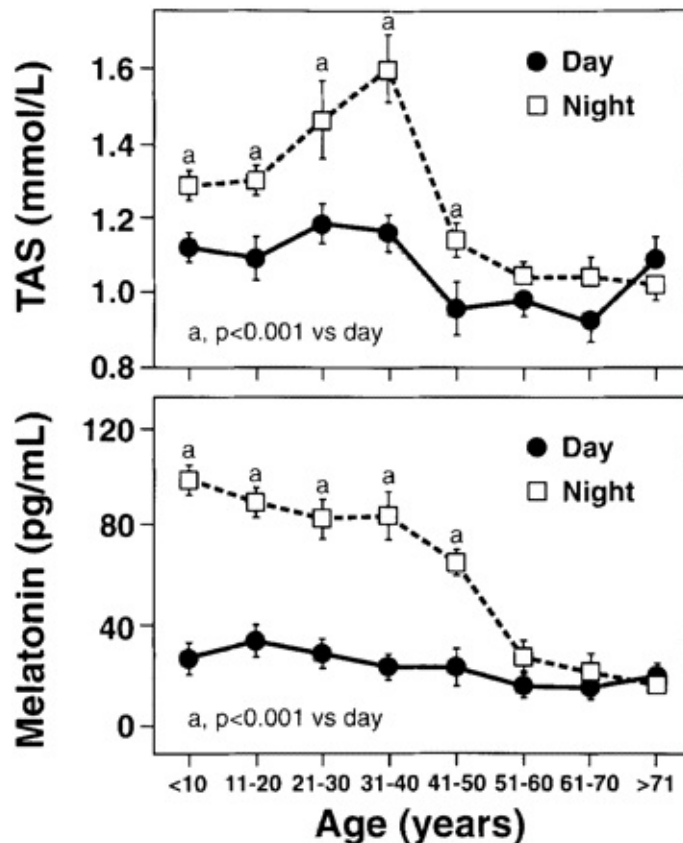 TAS (mmol/L)
1.6
1.4
1.2
1.0
0.8
Day
Night
a
a
a
a
a
a, p<0.001 vs day
Melatonin (pg/mL)
120
80
40
0
Day
Night
a
a
a
a
a
a, p<0.001 vs day
<10 11-20 21-30 31-40 41-50 51-60 61-70 >71
Age (years)